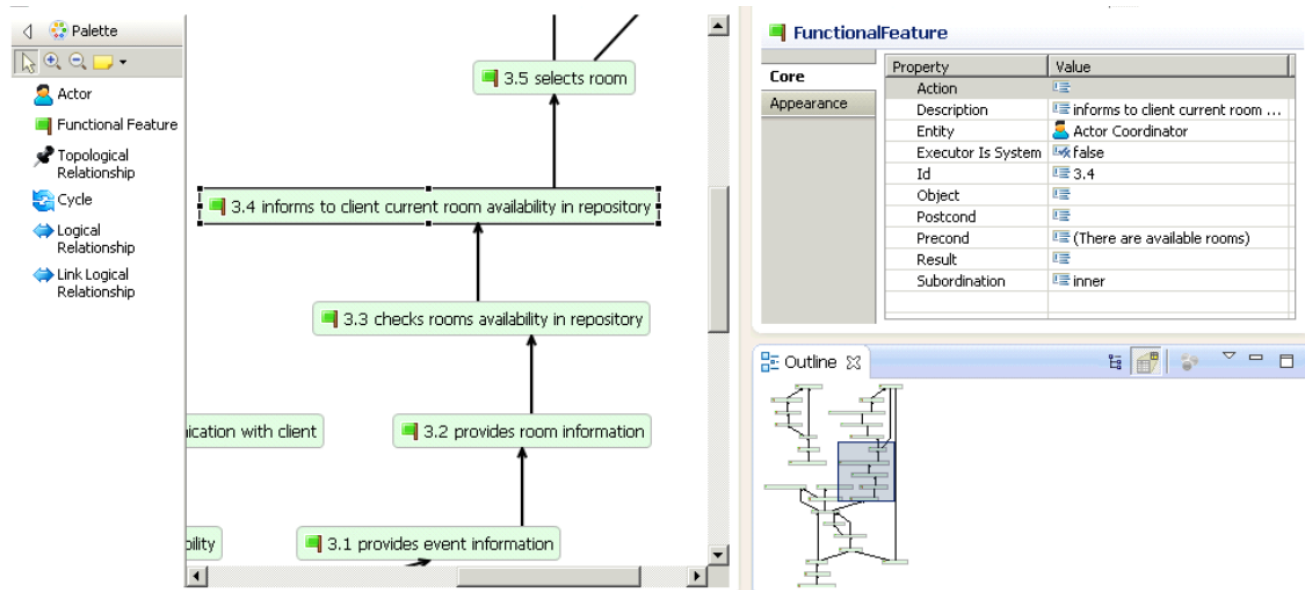 Palette
Actor
Functional Feature
Topological
Relationship
Cycle
Logical
Relationship
Link Logical
Relationship
3.5 selects room
3.4 informs to client current room availability in repository
3.3 checks rooms availability in repository
ication with client
3.2 provides room information
bility
3.1 provides event information
FunctionalFeature
Core
Appearance
Property Value
Action
Description informs to client current room ...
Entity Actor Coordinator
Executor Is System false
Id 3.4
Object
Postcond
Precond (There are available rooms)
Result
Subordination inner
Outline